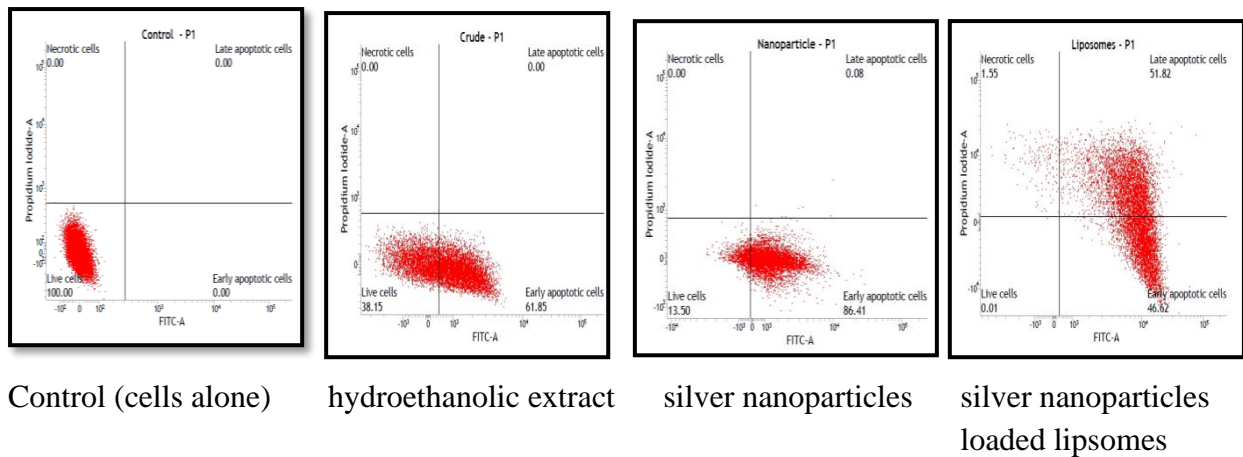 Control - P1
Necrotic cells
0.00
Late apoptotic cells
0.00
Propidium Iodide-A
Live cells
100.00
Early apoptotic cells
0.00
FITC-A
Crude - P1
Necrotic cells
0.00
Late apoptotic cells
0.00
Propidium Iodide-A
Live cells
38.15
Early apoptotic cells
61.85
FITC-A
Nanoparticle - P1
Necrotic cells
0.00
Late apoptotic cells
0.08
Propidium Iodide-A
Live cells
13.50
Early apoptotic cells
86.41
FITC-A
Liposomes - P1
Necrotic cells
1.55
Late apoptotic cells
51.82
Propidium Iodide-A
Live cells
0.01
Early apoptotic cells
46.62
FITC-A
Control (cells alone)
hydroethanolic extract
silver nanoparticles
silver nanoparticles
loaded lipsomes